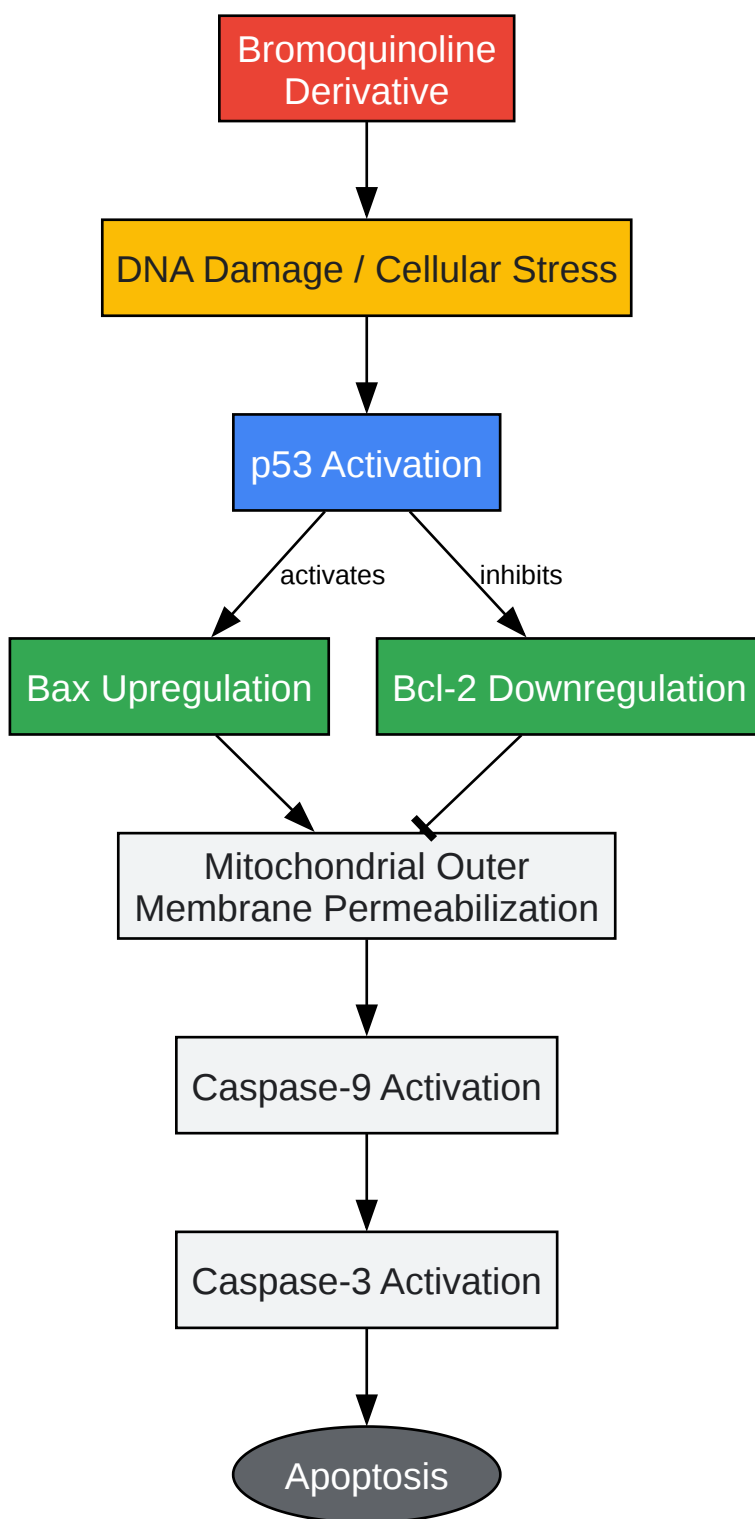 Bromoquinoline
Derivative
DNA Damage / Cellular Stress
p53 Activation
activates
inhibits
Bax Upregulation
Bcl-2 Downregulation
Mitochondrial Outer
Membrane Permeabilization
Caspase-9 Activation
Caspase-3 Activation
Apoptosis